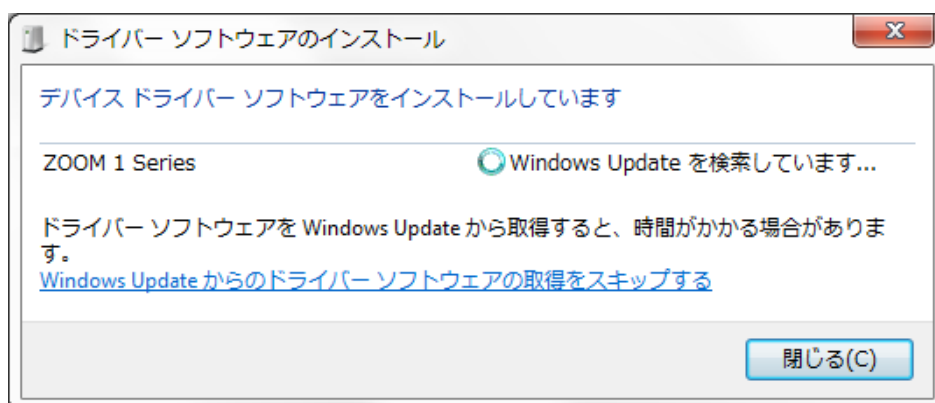 ドライバー ソフトウェアのインストール
デバイス ドライバー ソフトウェアをインストールしています
ZOOM 1 Series Windows Update を検索しています...
ドライバー ソフトウェアを Windows Update から取得すると、時間がかかる場合がありま
す。
Windows Update からのドライバー ソフトウェアの取得をスキップする
閉じる(C)